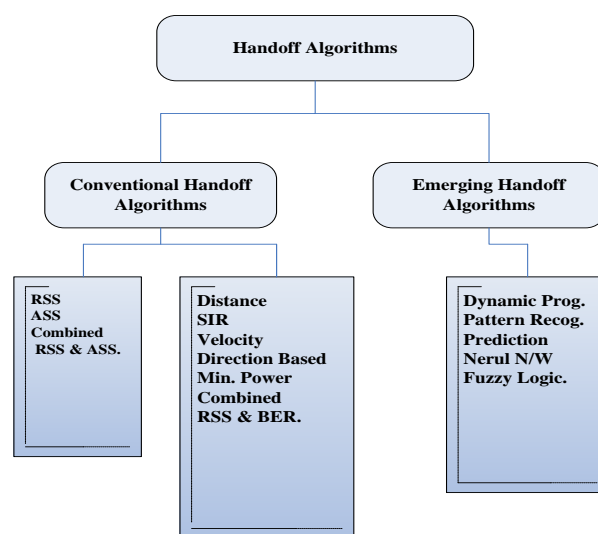 Handoff Algorithms
Conventional Handoff
Algorithms
Emerging Handoff
Algorithms
RSS
ASS
Combined
RSS & ASS.
Distance
SIR
Velocity
Direction Based
Min. Power
Combined
RSS & BER.
Dynamic Prog.
Pattern Recog.
Prediction
Nerul N/W
Fuzzy Logic.